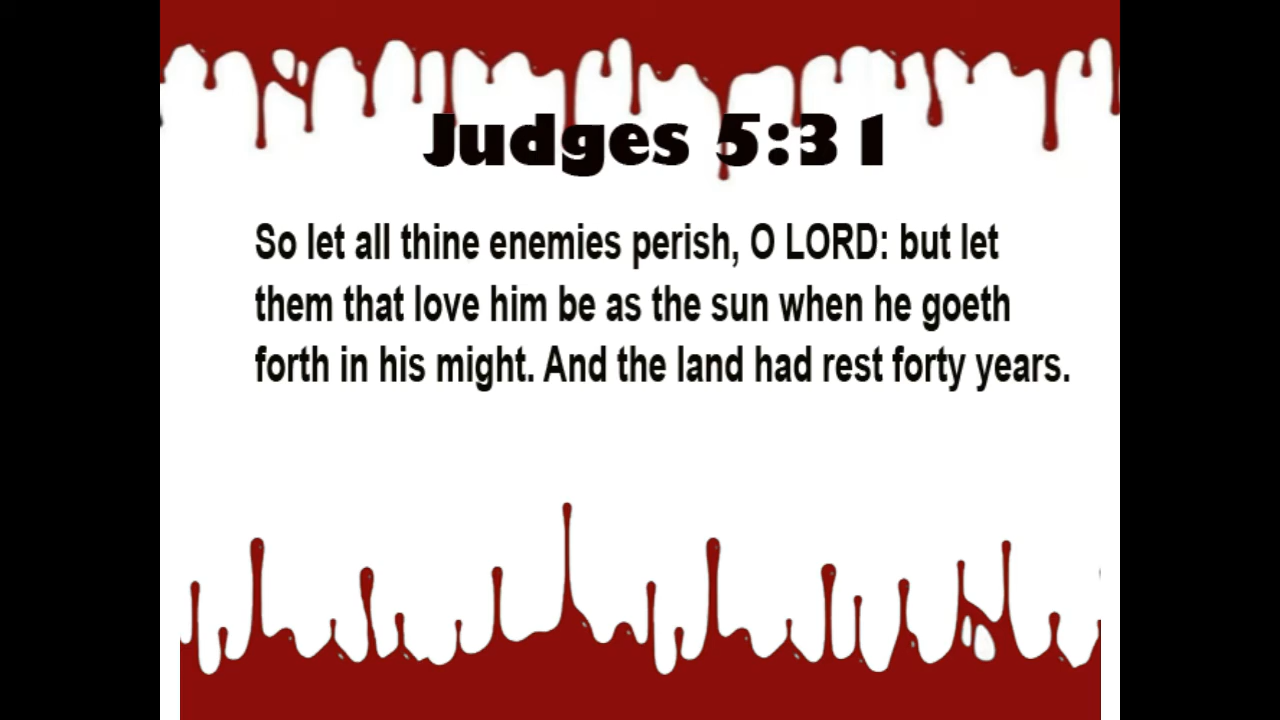 Judges 5:31
So let all thine enemies perish, O LORD: but let
them that love him be as the sun when he goeth
forth in his might. And the land had rest forty years.